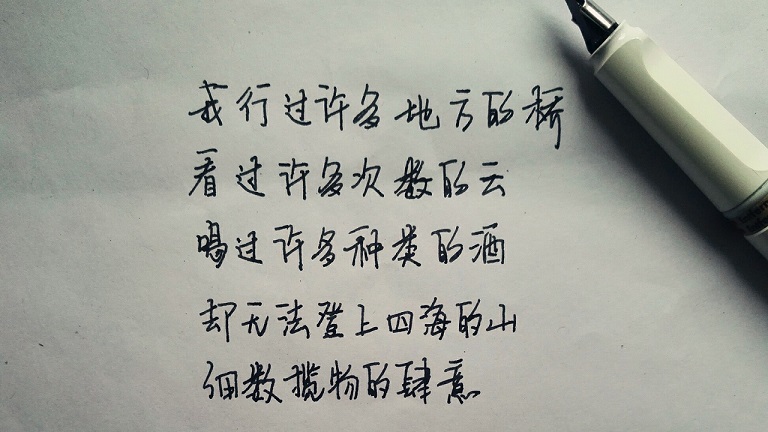 我行过许多地方的桥
看过许多次数的云
喝过许多种类的酒
却无法登上四海的山
细数揽物的肆意